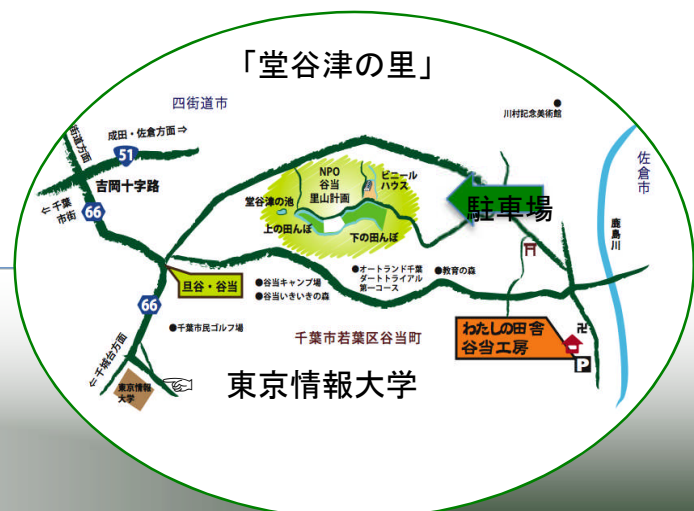 「堂谷津の里」
四街道市
川村記念美術館
街道方面
成田・佐倉方面⇒
51
佐倉市
吉岡十字路
NPO
谷当
里山計画
ビニール
ハウス
⇐千葉
市街
66
堂谷津の池
駐車場
上の田んぼ
下の田んぼ
鹿島川
旦谷・谷当
●谷当キャンプ場
●谷当いきいきの森
●オートランド千葉
ダートトライアル
第一コース
●教育の森
66
●千葉市民ゴルフ場
千葉市若葉区谷当町
わたしの田舎
谷当工房
卍
P
⇐千城台方面
東京情報
大学
東京情報大学